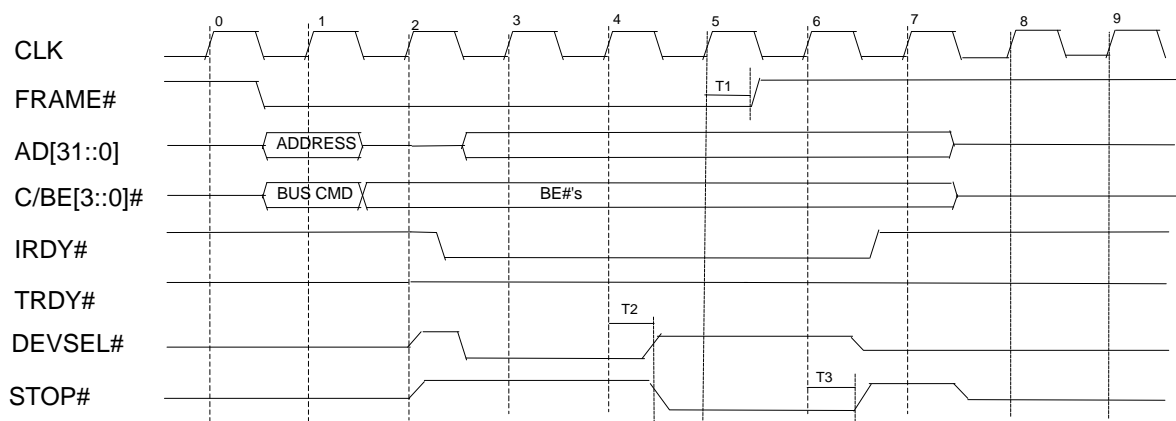 0 1 2 3 4 5 6 7 8 9
CLK
T1
FRAME#
ADDRESS
AD[31::0]
BUS CMD BE#'s
C/BE[3::0]#
IRDY#
TRDY#
T2
DEVSEL#
T3
STOP#